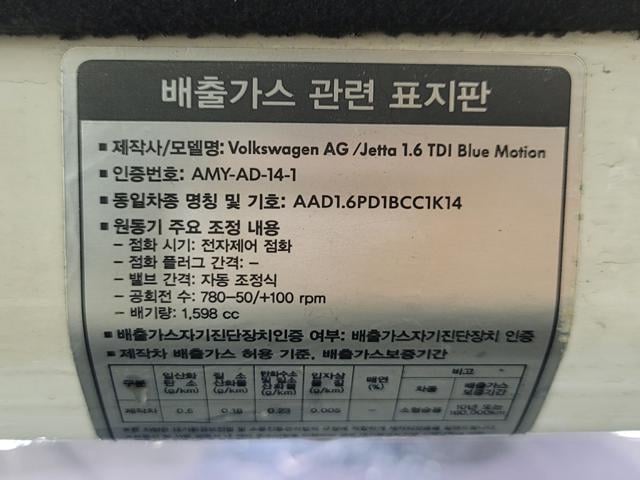 배출가스 관련 표지판
▪ 제작사/모델명: Volkswagen AG /Jetta 1.6 TDI Blue Motion
▪ 인증번호: AMY-AD-14-1
▪ 동일차종 명칭 및 기호: AAD1.6PD1BCC1K14
▪ 원동기 주요 조정 내용
– 점화 시기: 전자제어 점화
– 점화 플러그 간격: –
– 밸브 간격: 자동 조정식
– 공회전 수: 780-50/+100 rpm
– 배기량: 1,598 cc
▪ 배출가스자기진단장치인증 여부: 배출가스자기진단장치 인증
▪ 제작차 배출가스 허용 기준, 배출가스보증기간
구분 일산화탄소 (g/km) 질소산화물 (g/km) 탄화수소 및 질소산화물 (g/km) 입자상물질 (g/km) 매연 (%) 비고
차종 배출가스보증기간
제작차 0.5 0.18 0.23 0.005 – 소형승용 10년 또는 160,000km